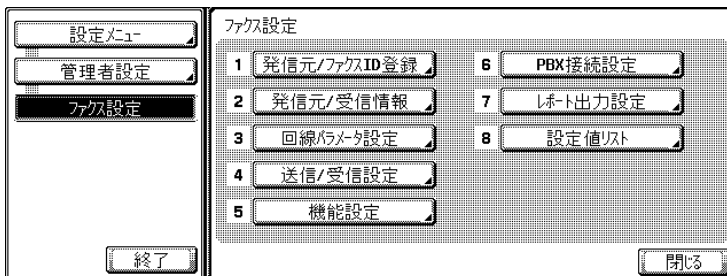 設定メニュー
管理者設定
ファクス設定
終了
ファクス設定
1 発信元/ファクスID登録
2 発信元/受信情報
3 回線パラメータ設定
4 送信/受信設定
5 機能設定
6 PBX接続設定
7 レポート出力設定
8 設定値リスト
閉じる